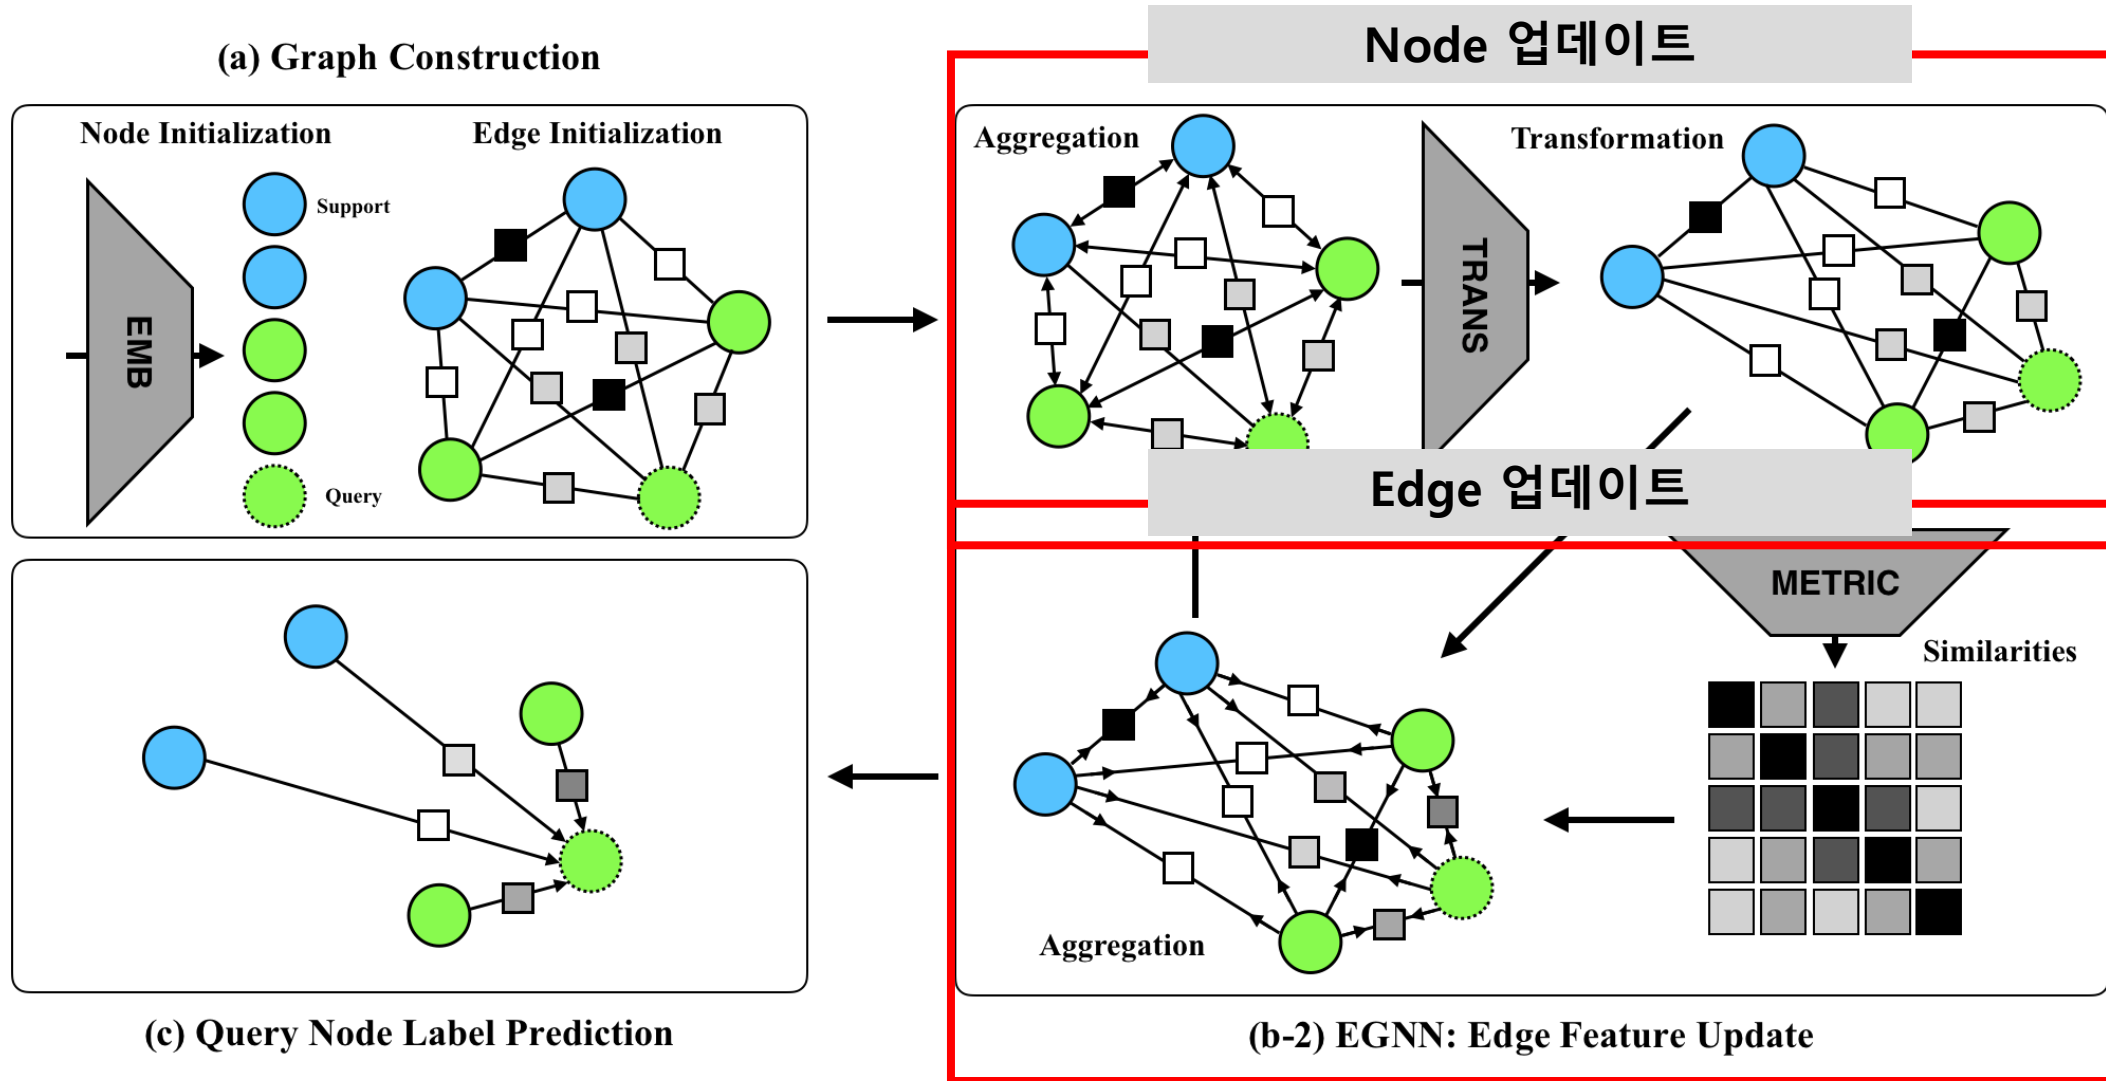 (a) Graph Construction
Node Initialization
Edge Initialization
EMB
Support
Query
Node 업데이트
Aggregation
TRANS
Transformation
Edge 업데이트
METRIC
Similarities
Aggregation
(b-2) EGNN: Edge Feature Update
(c) Query Node Label Prediction